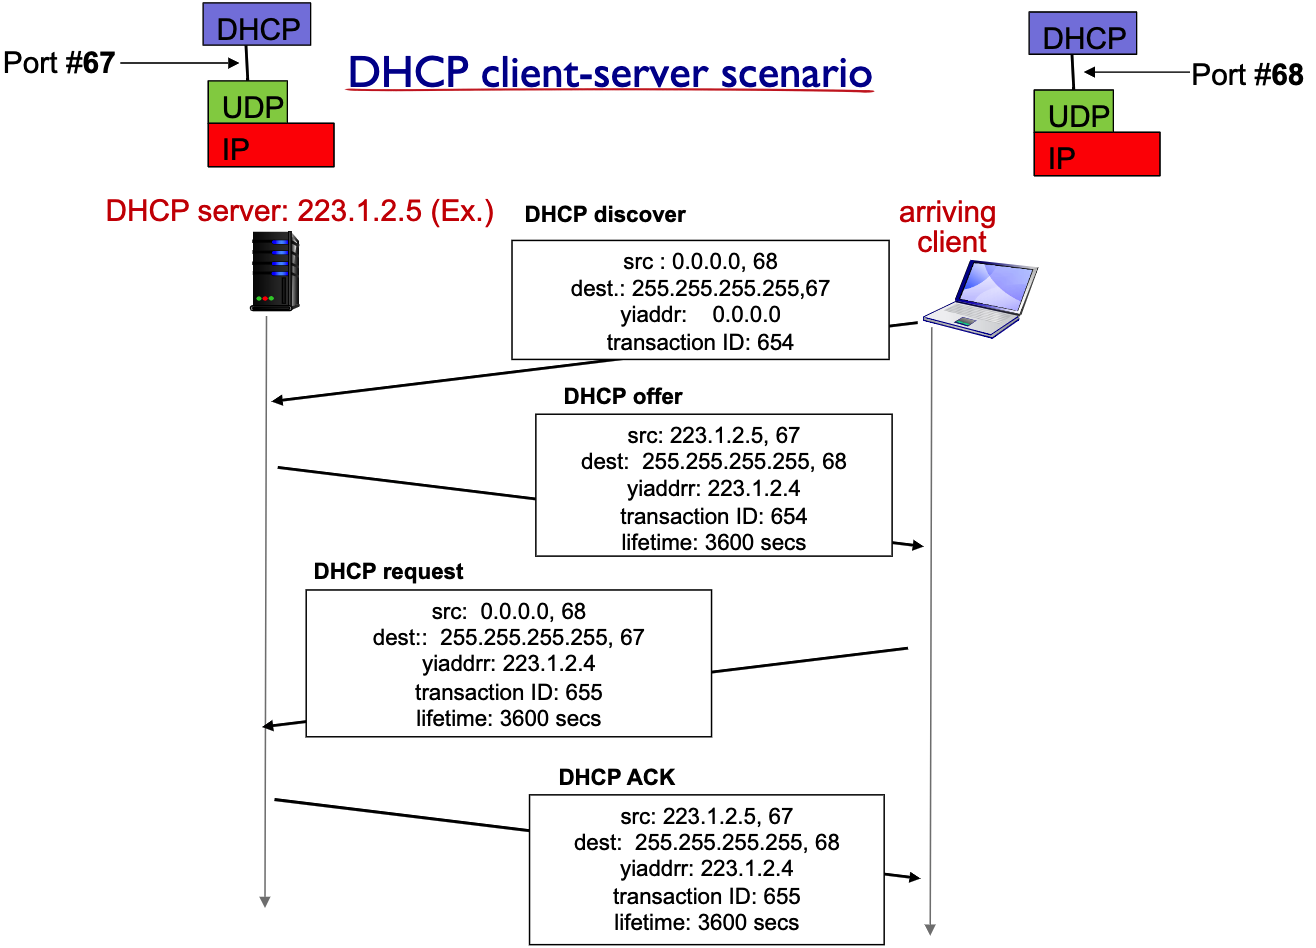 DHCP
Port #67
UDP
IP
DHCP client-server scenario
DHCP
Port #68
UDP
IP
DHCP server: 223.1.2.5 (Ex.)
arriving
client
DHCP discover
src : 0.0.0.0, 68
dest.: 255.255.255.255,67
yiaddr: 0.0.0.0
transaction ID: 654
DHCP offer
src: 223.1.2.5, 67
dest: 255.255.255.255, 68
yiaddrr: 223.1.2.4
transaction ID: 654
lifetime: 3600 secs
DHCP request
src: 0.0.0.0, 68
dest:: 255.255.255.255, 67
yiaddrr: 223.1.2.4
transaction ID: 655
lifetime: 3600 secs
DHCP ACK
src: 223.1.2.5, 67
dest: 255.255.255.255, 68
yiaddrr: 223.1.2.4
transaction ID: 655
lifetime: 3600 secs